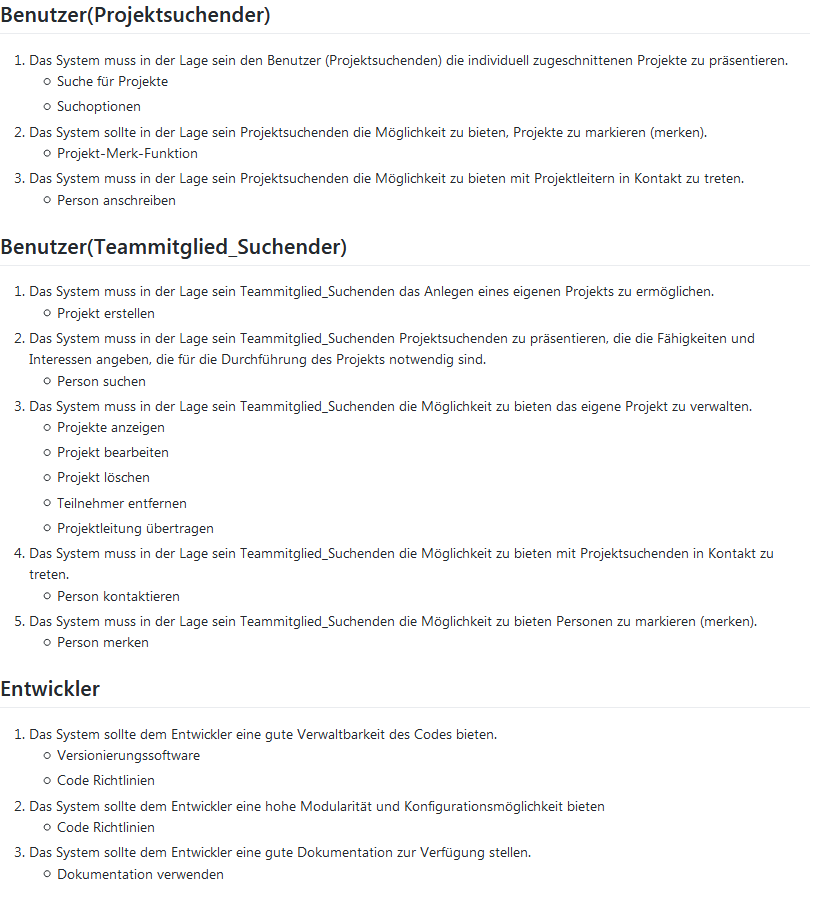 Benutzer(Projektsuchender)
1. Das System muss in der Lage sein den Benutzer (Projektsuchenden) die individuell zugeschnittenen Projekte zu präsentieren.
○ Suche für Projekte
○ Suchoptionen
2. Das System sollte in der Lage sein Projektsuchenden die Möglichkeit zu bieten, Projekte zu markieren (merken).
○ Projekt-Merk-Funktion
3. Das System muss in der Lage sein Projektsuchenden die Möglichkeit zu bieten mit Projektleitern in Kontakt zu treten.
○ Person anschreiben
Benutzer(Teammitglied_Suchender)
1. Das System muss in der Lage sein Teammitglied_Suchenden das Anlegen eines eigenen Projekts zu ermöglichen.
○ Projekt erstellen
2. Das System muss in der Lage sein Teammitglied_Suchenden Projektsuchenden zu präsentieren, die die Fähigkeiten und
Interessen angeben, die für die Durchführung des Projekts notwendig sind.
○ Person suchen
3. Das System muss in der Lage sein Teammitglied_Suchenden die Möglichkeit zu bieten das eigene Projekt zu verwalten.
○ Projekte anzeigen
○ Projekt bearbeiten
○ Projekt löschen
○ Teilnehmer entfernen
○ Projektleitung übertragen
4. Das System muss in der Lage sein Teammitglied_Suchenden die Möglichkeit zu bieten mit Projektsuchenden in Kontakt zu
treten.
○ Person kontaktieren
5. Das System muss in der Lage sein Teammitglied_Suchenden die Möglichkeit zu bieten Personen zu markieren (merken).
○ Person merken
Entwickler
1. Das System sollte dem Entwickler eine gute Verwaltbarkeit des Codes bieten.
○ Versionierungssoftware
○ Code Richtlinien
2. Das System sollte dem Entwickler eine hohe Modularität und Konfigurationsmöglichkeit bieten
○ Code Richtlinien
3. Das System sollte dem Entwickler eine gute Dokumentation zur Verfügung stellen.
○ Dokumentation verwenden